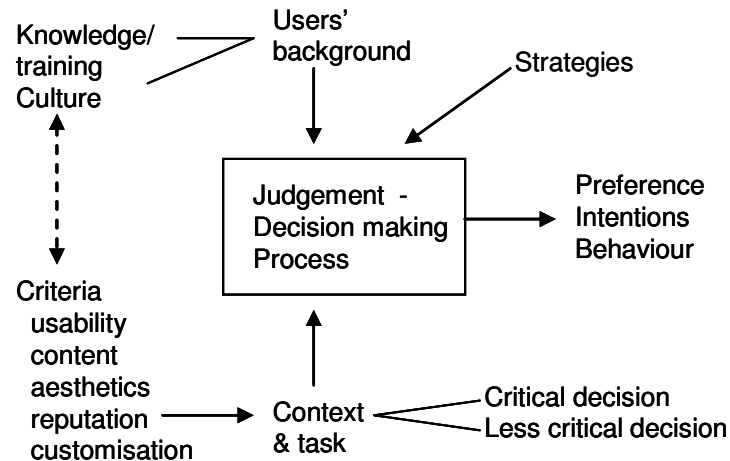 Knowledge/
training
Culture
Users'
background
Strategies
Judgement -
Decision making
Process
Preference
Intentions
Behaviour
Criteria
usability
content
aesthetics
reputation
customisation
Context
& task
Critical decision
Less critical decision